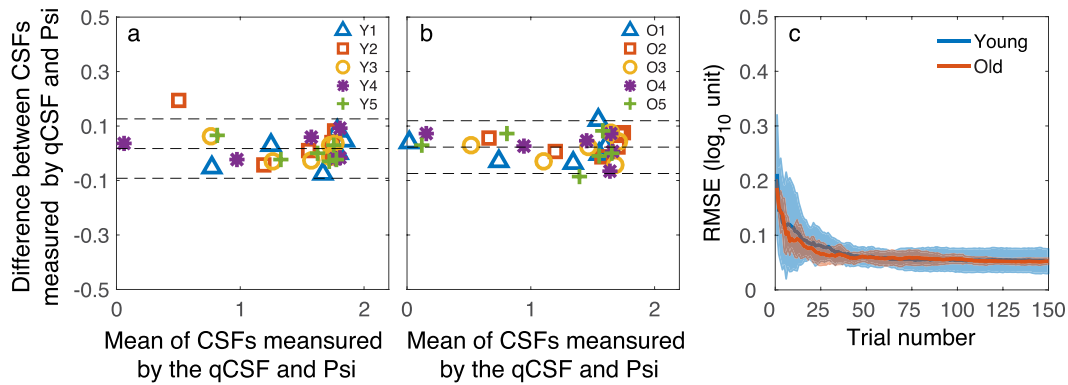 Difference between CSFs
measured by qCSF and Psi
0.5
0.3
0.1
-0.1
-0.3
-0.5
a
Y1
Y2
Y3
Y4
Y5
0
1
2
Mean of CSFs meansured
by the qCSF and Psi
b
O1
O2
O3
O4
O5
0
1
2
Mean of CSFs meansured
by the qCSF and Psi
RMSE (log10 unit)
0.5
0.4
0.3
0.2
0.1
0
c
Young
Old
0
25
50
75
100
125
150
Trial number